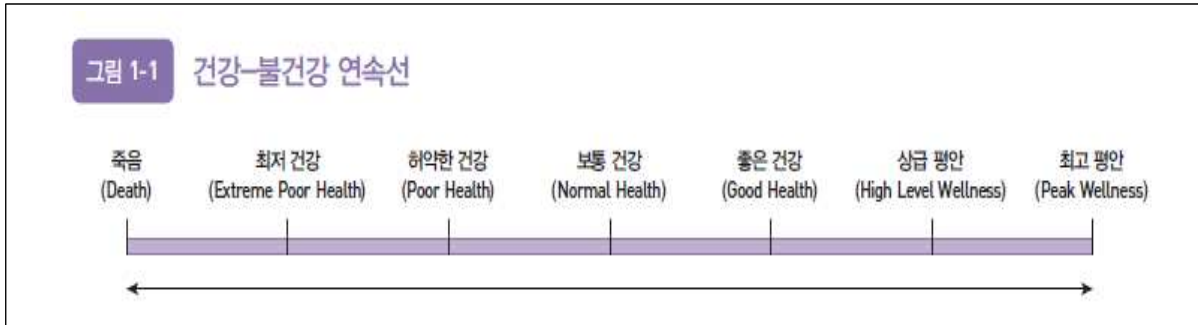 그림 1-1 건강-불건강 연속선
죽음 최저 건강 허약한 건강 보통 건강 좋은 건강 상급 평안 최고 평안
(Death) (Extreme Poor Health) (Poor Health) (Normal Health) (Good Health) (High Level Wellness) (Peak Wellness)